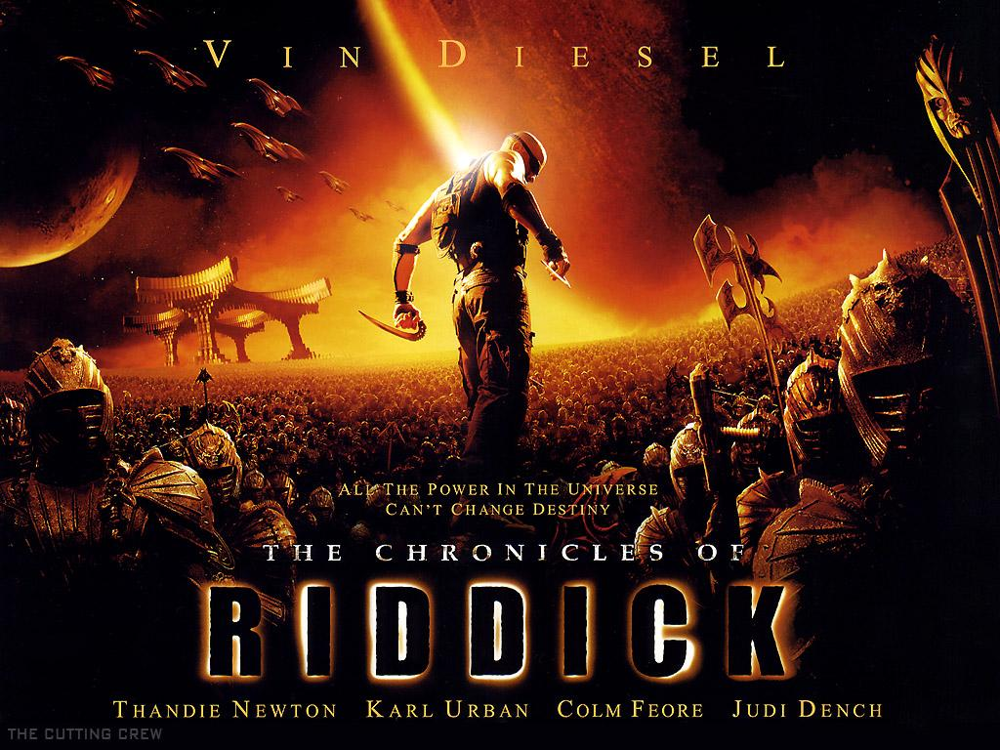 VIN DIESEL
ALL THE POWER IN THE UNIVERSE
CAN'T CHANGE DESTINY
THE CHRONICLES OF
RIDDICK
THANDIE NEWTON KARL URBAN COLM FEORE JUDI DENCH
THE CUTTING CREW